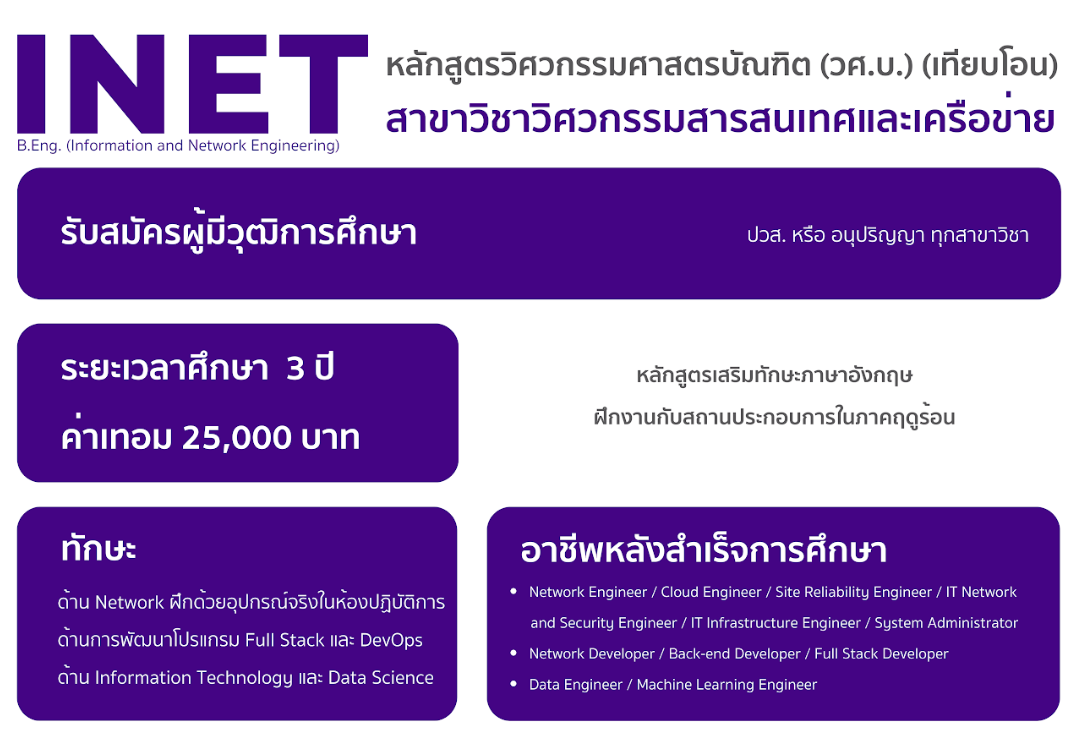 INET
B.Eng. (Information and Network Engineering)
หลักสูตรวิศวกรรมศาสตรบัณฑิต (วศ.บ.) (เทียบโอน)
สาขาวิชาวิศวกรรมสารสนเทศและเครือข่าย
รับสมัครผู้มีวุฒิการศึกษา
ปวส. หรือ อนุปริญญา ทุกสาขาวิชา
ระยะเวลาศึกษา 3 ปี
ค่าเทอม 25,000 บาท
หลักสูตรเสริมทักษะภาษาอังกฤษ
ฝึกงานกับสถานประกอบการในภาคฤดูร้อน
ทักษะ
ด้าน Network ฝึกด้วยอุปกรณ์จริงในห้องปฏิบัติการ
ด้านการพัฒนาโปรแกรม Full Stack และ DevOps
ด้าน Information Technology และ Data Science
อาชีพหลังสำเร็จการศึกษา
• Network Engineer / Cloud Engineer / Site Reliability Engineer / IT Network
and Security Engineer / IT Infrastructure Engineer / System Administrator
• Network Developer / Back-end Developer / Full Stack Developer
• Data Engineer / Machine Learning Engineer